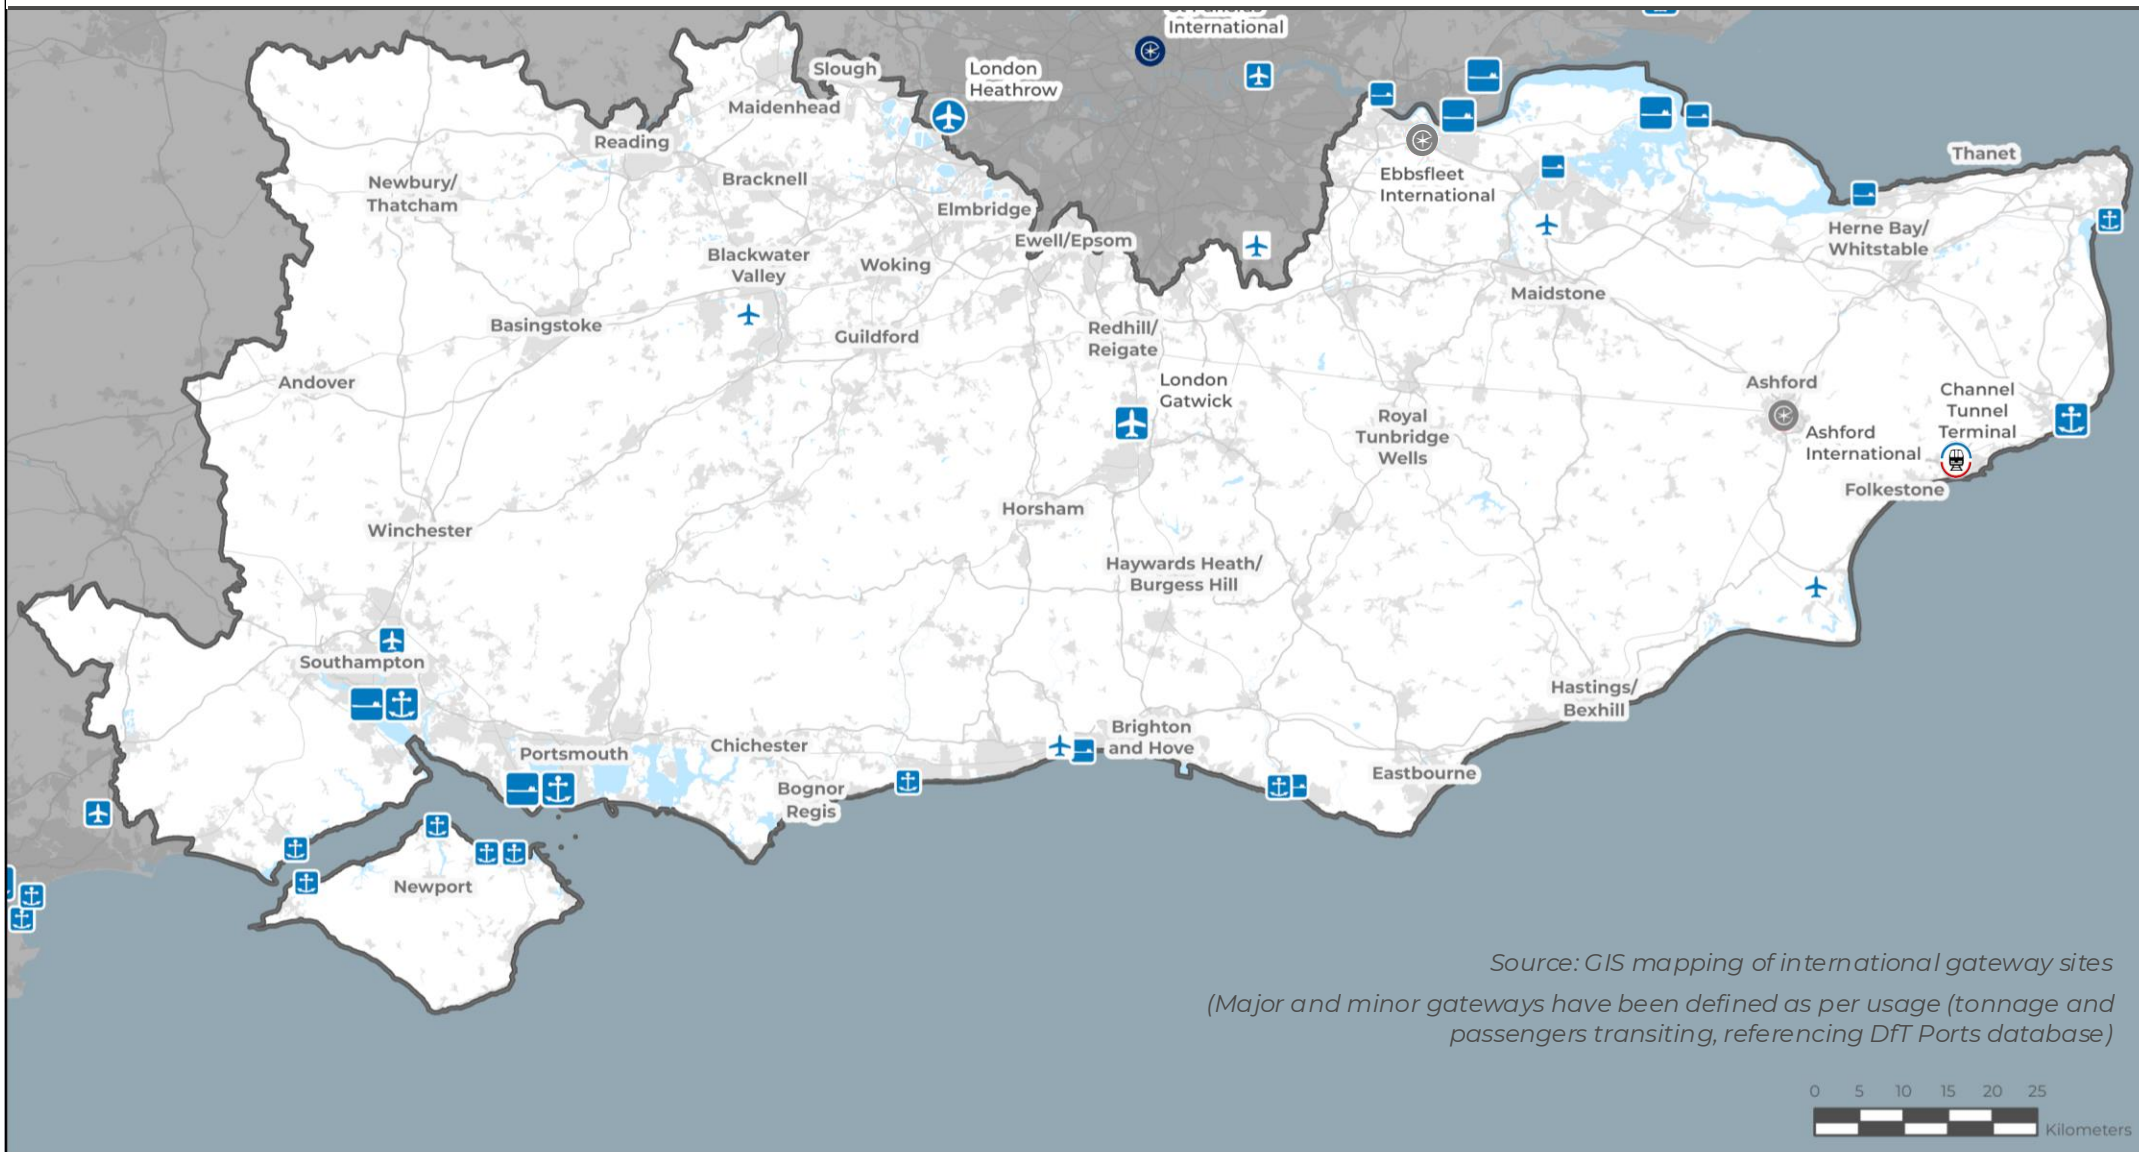 St Pancras
International
Slough
London
Heathrow
Maidenhead
Reading
Thanet
Ebbsfleet
International
Bracknell
Newbury/
Thatcham
Elmbridge
Herne Bay/
Whitstable
Ewell/Epsom
Blackwater
Valley
Woking
Maidstone
Basingstoke
Guildford
Redhill/
Reigate
Andover
London
Gatwick
Ashford
Channel
Tunnel
Terminal
Royal
Tunbridge
Wells
Ashford
International
Folkestone
Horsham
Winchester
Haywards Heath/
Burgess Hill
Southampton
Hastings/
Bexhill
Brighton
and Hove
Portsmouth
Chichester
Eastbourne
Bognor
Regis
Newport
Source: GIS mapping of international gateway sites
(Major and minor gateways have been defined as per usage (tonnage and
passengers transiting, referencing DfT Ports database)
0 5 10 15 20 25
Kilometers